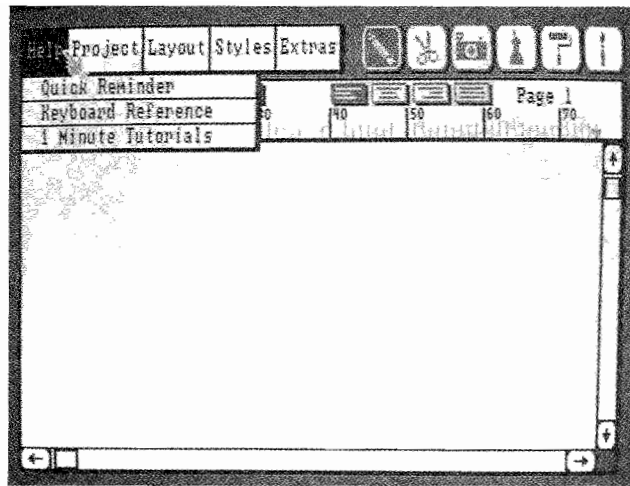 Help Project Layout Styles Extras
Quick Reminder
Keyboard Reference
1 Minute Tutorials
Page 1
40 50 60 70